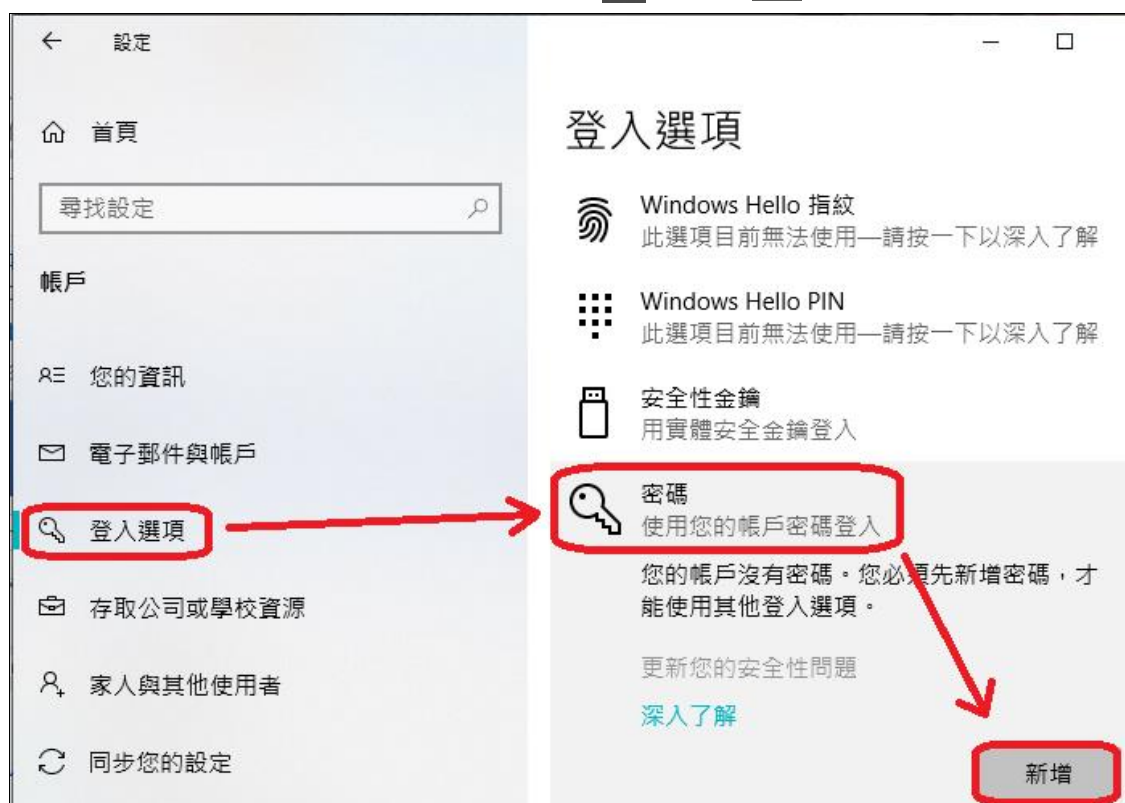 設定
首頁
尋找設定
帳戶
您的資訊
電子郵件與帳戶
登入選項
存取公司或學校資源
家人與其他使用者
同步您的設定
登入選項
Windows Hello 指紋
此選項目前無法使用—請按一下以深入了解
Windows Hello PIN
此選項目前無法使用—請按一下以深入了解
安全性金鑰
用實體安全金鑰登入
密碼
使用您的帳戶密碼登入
您的帳戶沒有密碼。您必須先新增密碼，才
能使用其他登入選項。
更新您的安全性問題
深入了解
新增